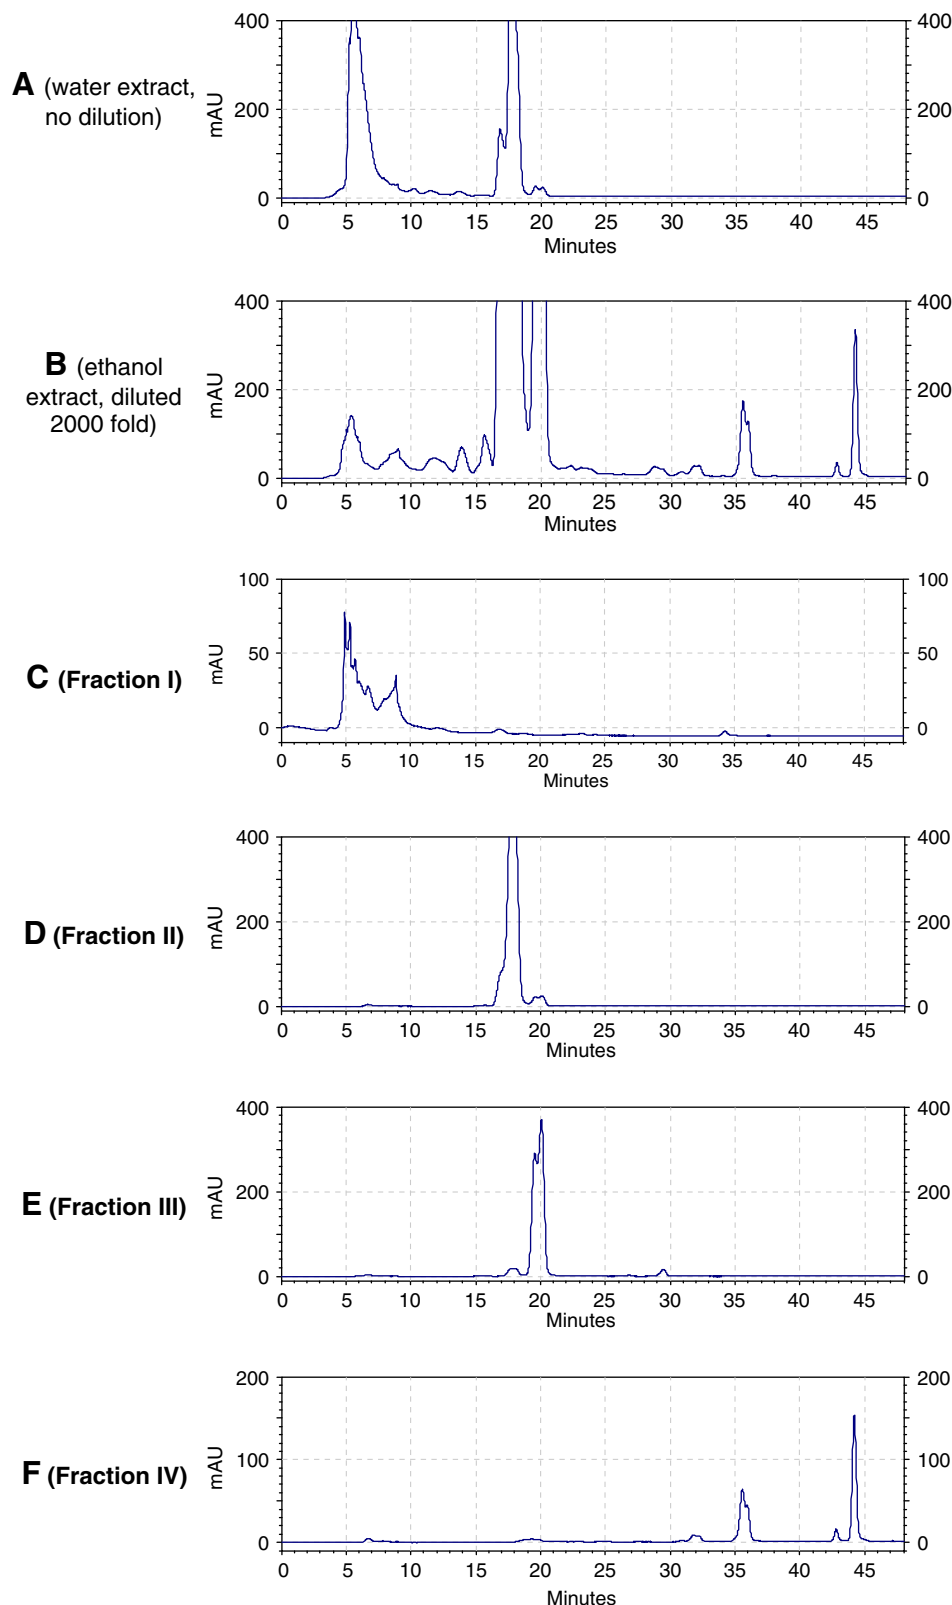 A (water extract, no dilution)
400 200 0
mAU
400 200 0
0 5 10 15 20 25 30 35 40 45
Minutes
B (ethanol extract, diluted 2000 fold)
400 200 0
mAU
400 200 0
0 5 10 15 20 25 30 35 40 45
Minutes
C (Fraction I)
100 50 0
mAU
100 50 0
0 5 10 15 20 25 30 35 40 45
Minutes
D (Fraction II)
400 200 0
mAU
400 200 0
0 5 10 15 20 25 30 35 40 45
Minutes
E (Fraction III)
400 200 0
mAU
400 200 0
0 5 10 15 20 25 30 35 40 45
Minutes
F (Fraction IV)
200 100 0
mAU
200 100 0
0 5 10 15 20 25 30 35 40 45
Minutes